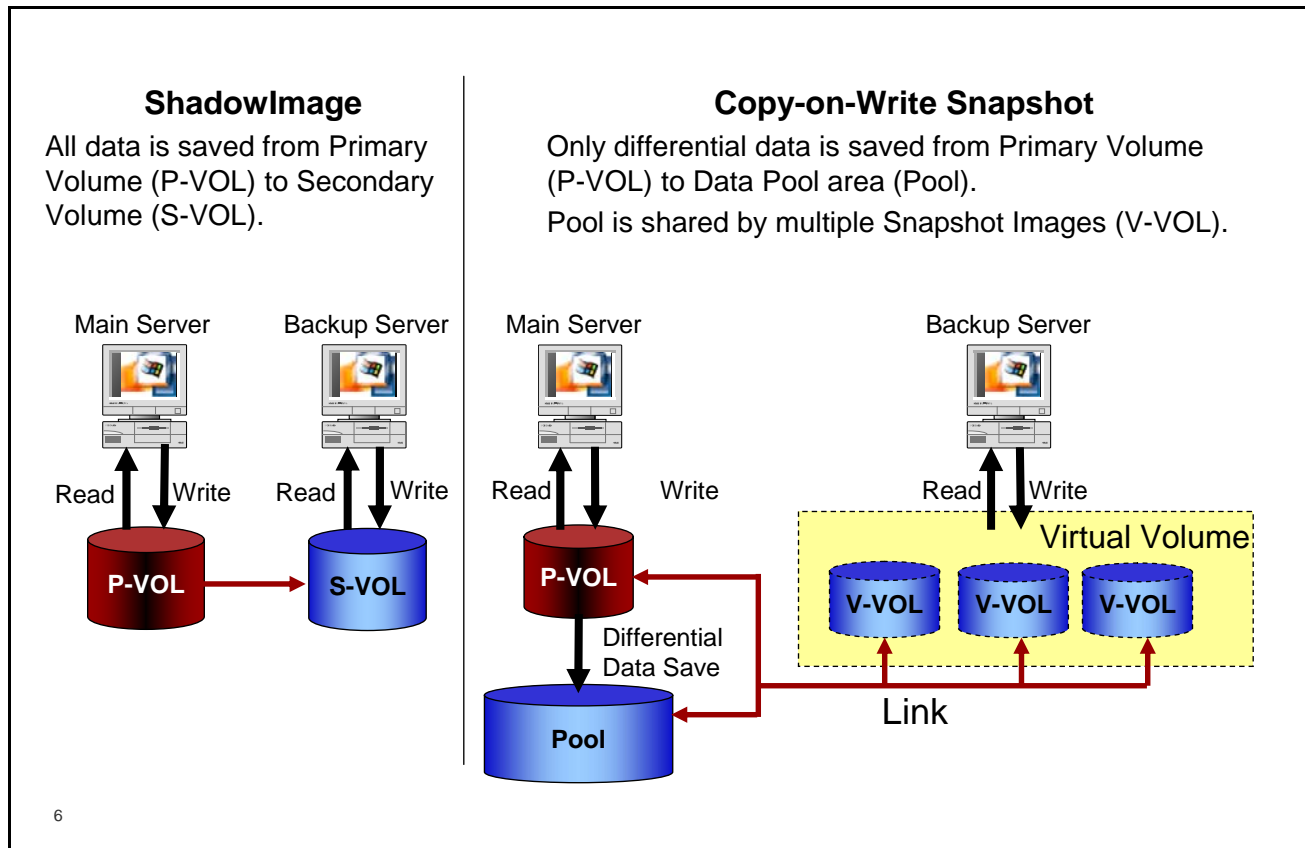 ShadowImage
All data is saved from Primary
Volume (P-VOL) to Secondary
Volume (S-VOL).
Main Server
Backup Server
Read
Write
Read
Write
P-VOL
S-VOL
Copy-on-Write Snapshot
Only differential data is saved from Primary Volume
(P-VOL) to Data Pool area (Pool).
Pool is shared by multiple Snapshot Images (V-VOL).
Main Server
Backup Server
Read
Write
Read
Write
Virtual Volume
P-VOL
V-VOL
V-VOL
V-VOL
Differential
Data Save
Link
Pool
6